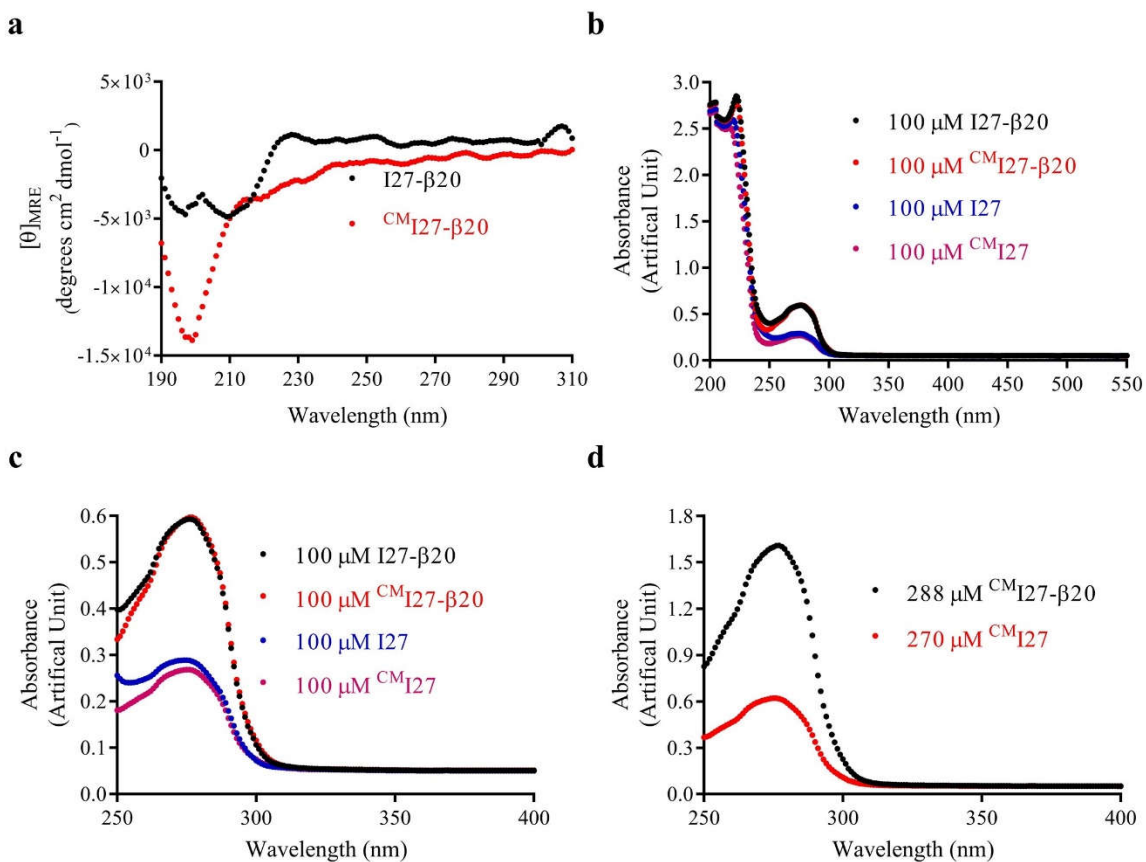 a
5×10³
0
-5×10³
-1×10⁴
-1.5×10⁴
[θ]MRE
(degrees cm² dmol⁻¹)
I27-β20
CMI27-β20
190 210 230 250 270 290 310
Wavelength (nm)
b
3.0
2.5
2.0
1.5
1.0
0.5
0.0
Absorbance
(Artifical Unit)
100 μM I27-β20
100 μM CMI27-β20
100 μM I27
100 μM CMI27
200 250 300 350 400 450 500 550
Wavelength (nm)
c
0.6
0.5
0.4
0.3
0.2
0.1
0.0
Absorbance
(Artifical Unit)
100 μM I27-β20
100 μM CMI27-β20
100 μM I27
100 μM CMI27
250 300 350 400
Wavelength (nm)
d
1.8
1.5
1.2
0.9
0.6
0.3
0.0
Absorbance
(Artifical Unit)
288 μM CMI27-β20
270 μM CMI27
250 300 350 400
Wavelength (nm)